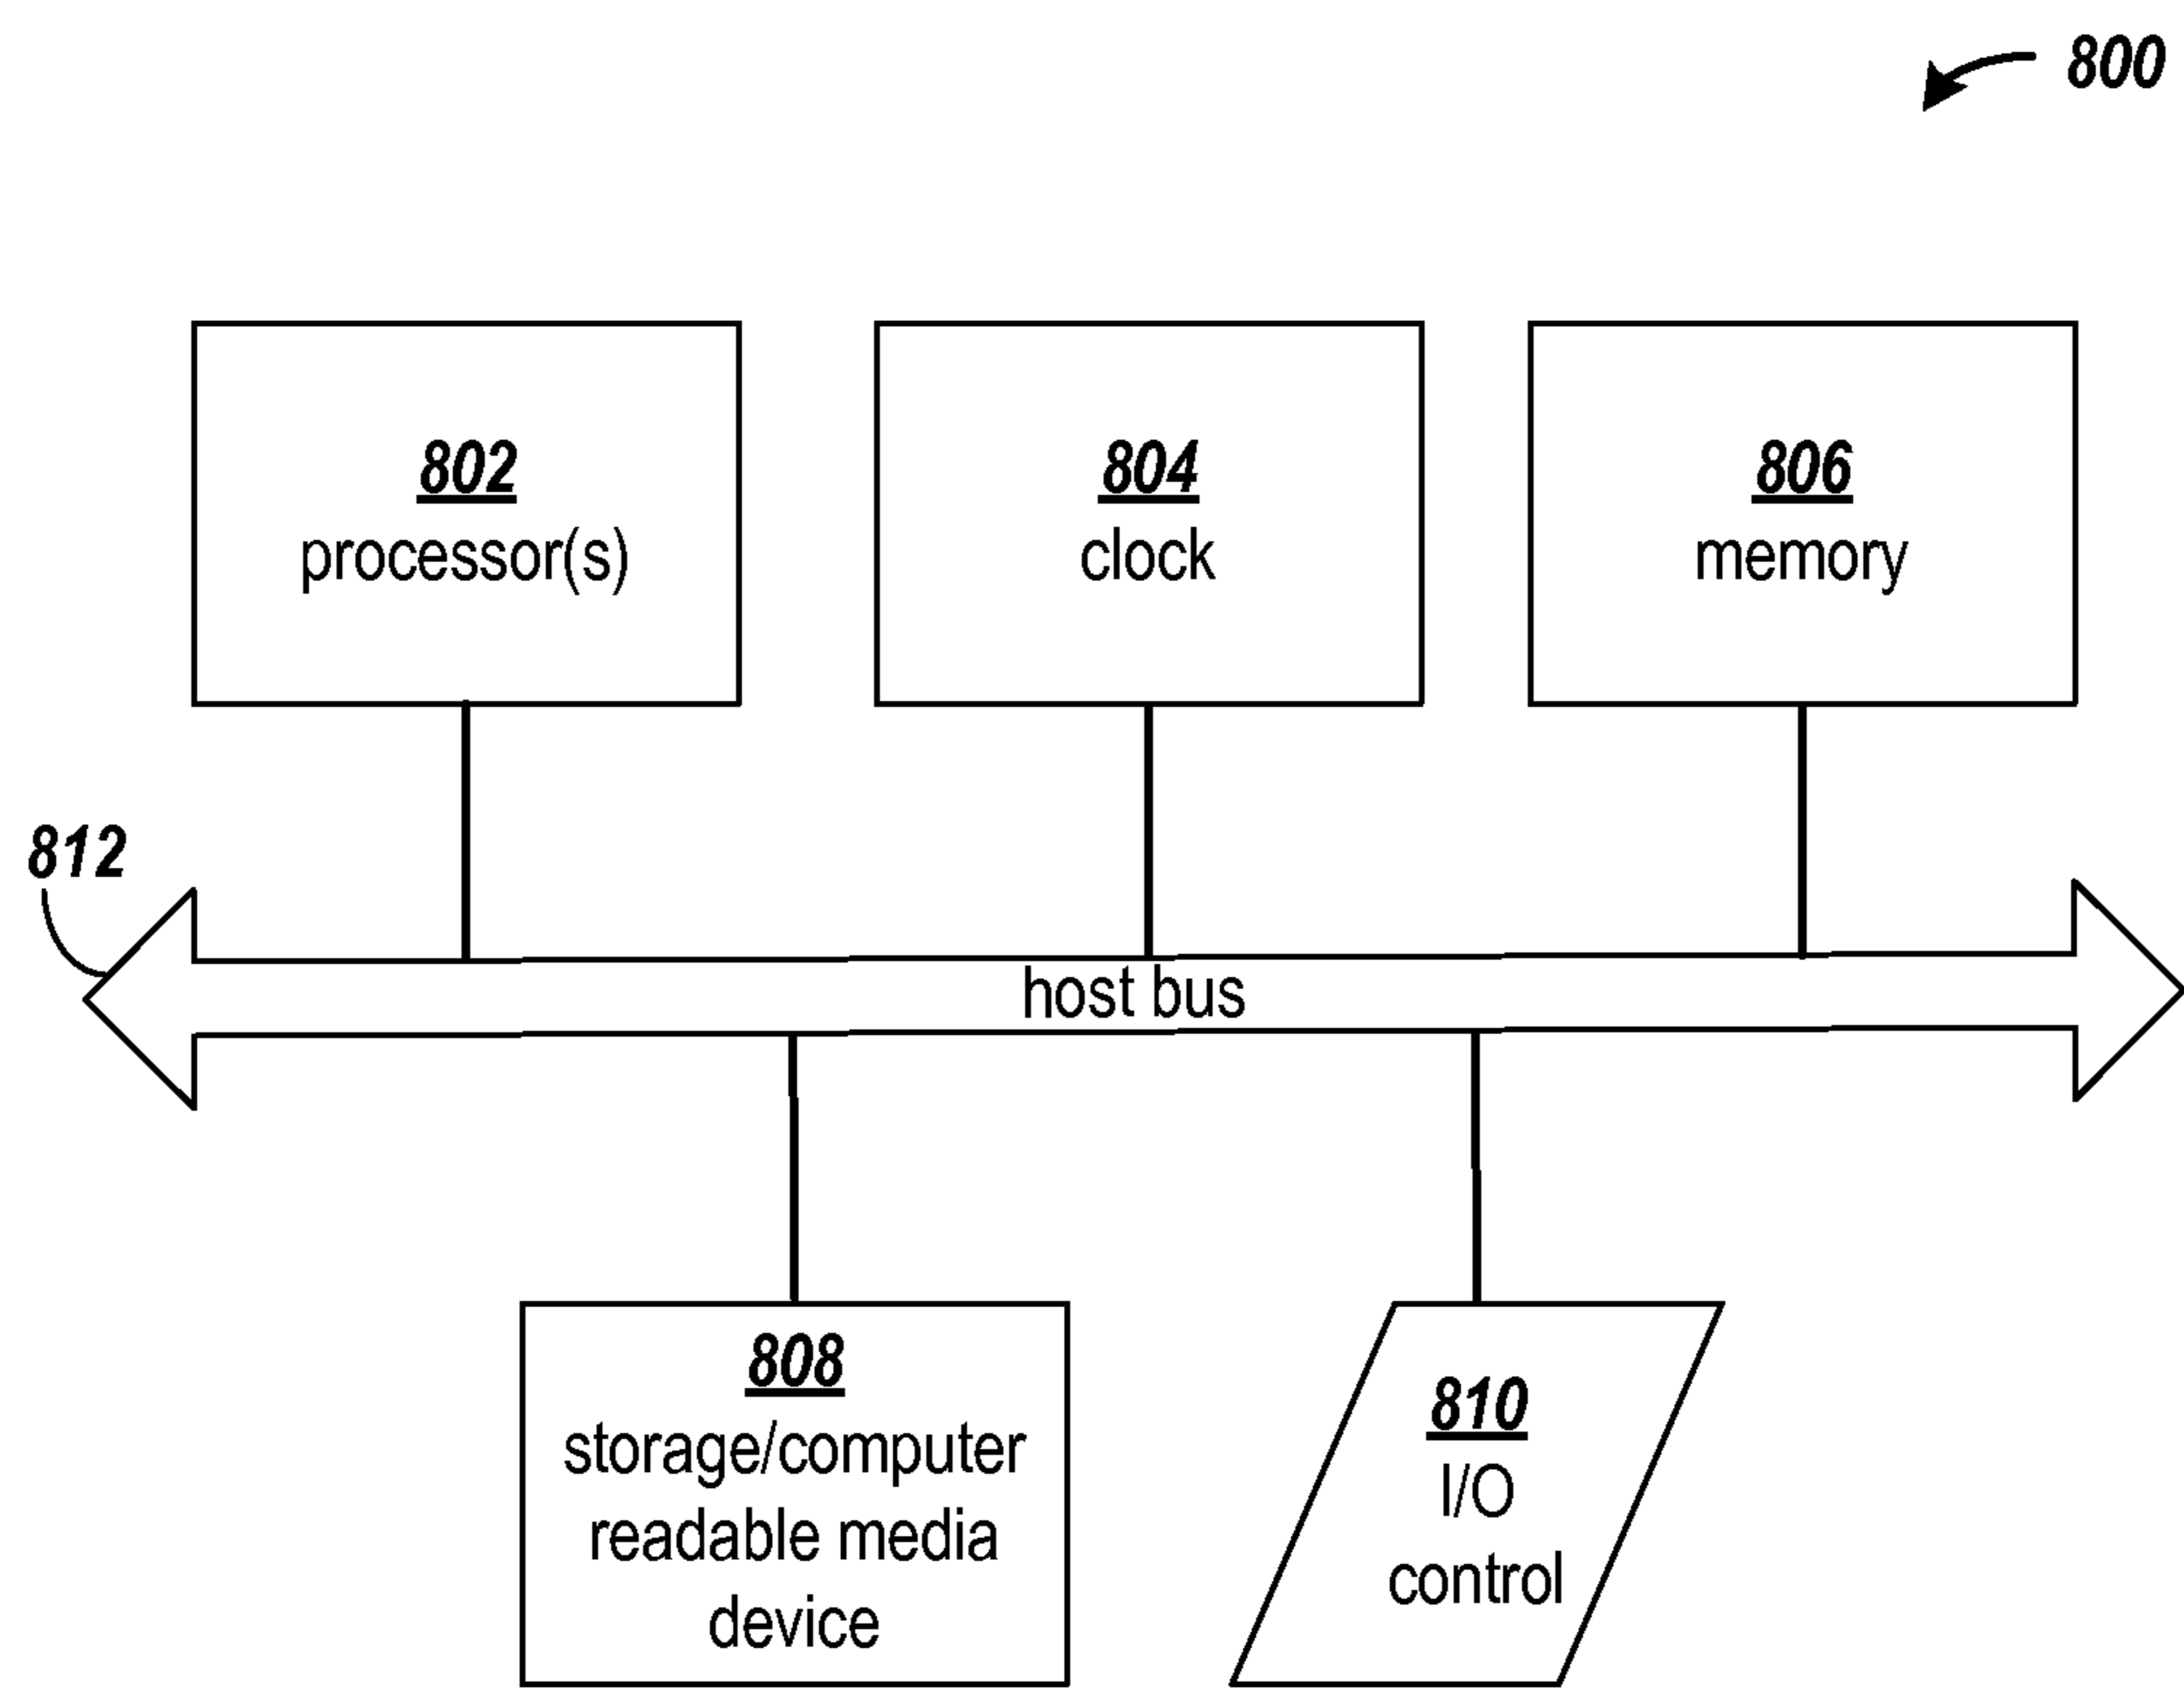 800
802
processor(s)
804
clock
806
memory
812
host bus
808
storage/computer
readable media
device
810
I/O
control